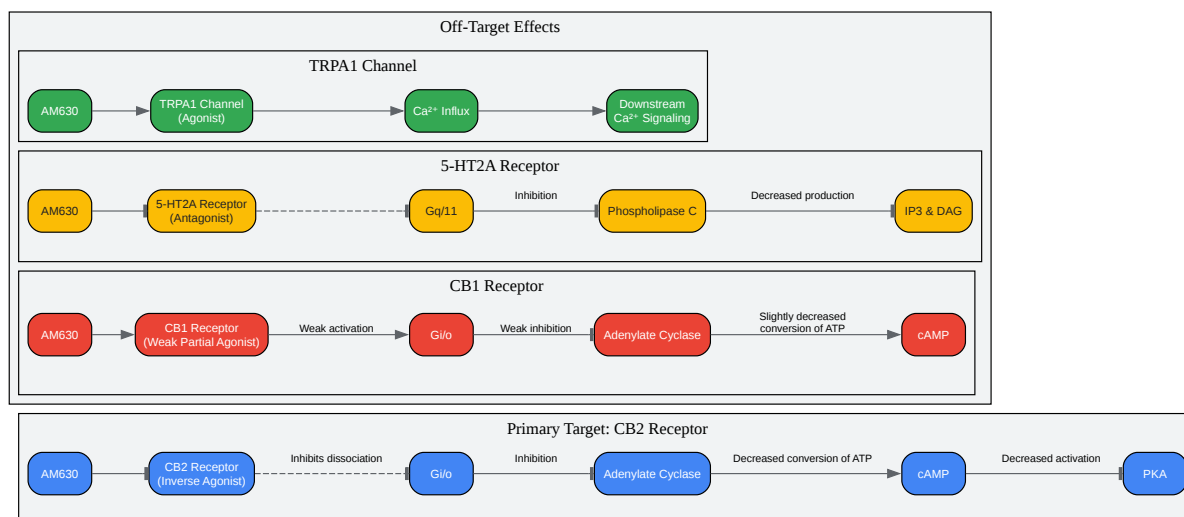 Off-Target Effects
TRPA1 Channel
AM630
TRPA1 Channel
(Agonist)
Ca²⁺ Influx
Downstream
Ca²⁺ Signaling
5-HT2A Receptor
AM630
5-HT2A Receptor
(Antagonist)
Gq/11
Inhibition
Phospholipase C
Decreased production
IP3 & DAG
CB1 Receptor
AM630
CB1 Receptor
(Weak Partial Agonist)
Weak activation
Gi/o
Weak inhibition
Adenylate Cyclase
Slightly decreased
conversion of ATP
cAMP
Primary Target: CB2 Receptor
AM630
CB2 Receptor
(Inverse Agonist)
Inhibits dissociation
Gi/o
Inhibition
Adenylate Cyclase
Decreased conversion of ATP
cAMP
Decreased activation
PKA